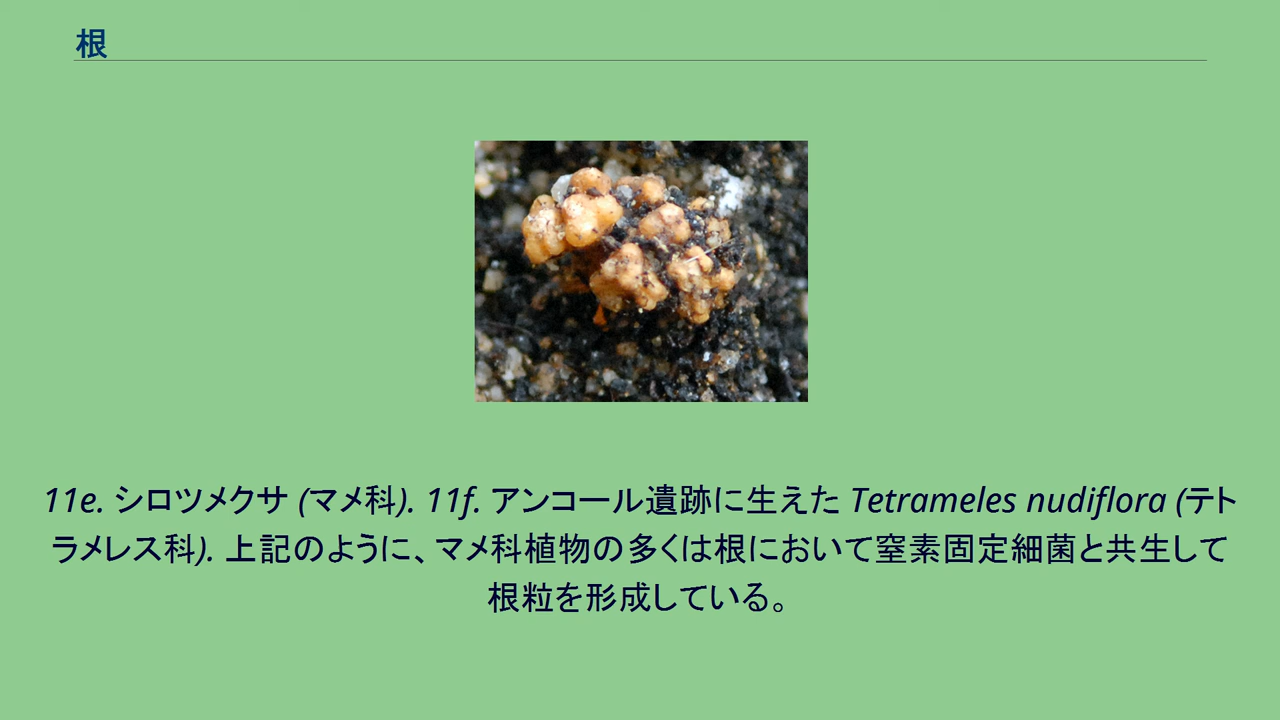 根
11e. シロツメクサ (マメ科). 11f. アンコール遺跡に生えた Tetrameles nudiflora (テト
ラメレス科). 上記のように、マメ科植物の多くは根において窒素固定細菌と共生して
根粒を形成している。